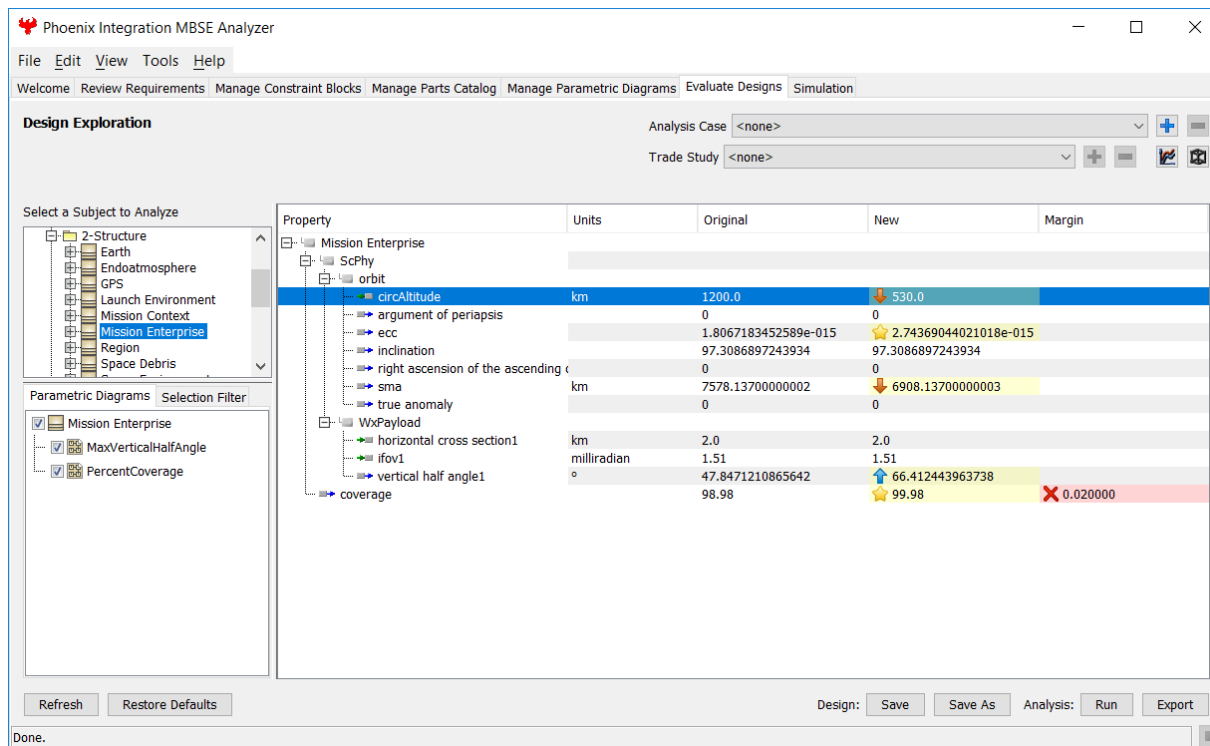 Phoenix Integration MBSE Analyzer
File Edit View Tools Help
Welcome Review Requirements Manage Constraint Blocks Manage Parts Catalog Manage Parametric Diagrams Evaluate Designs Simulation
Design Exploration
Analysis Case <none>
Trade Study <none>
Select a Subject to Analyze
2-Structure
Earth
Endoatmosphere
GPS
Launch Environment
Mission Context
Mission Enterprise
Region
Space Debris
Parametric Diagrams Selection Filter
Mission Enterprise
MaxVerticalHalfAngle
PercentCoverage
Property Units Original New Margin
Mission Enterprise
ScPhy
orbit
circAltitude km 1200.0 530.0
argument of periapsis 0 0
ecc 1.8067183452589e-015 2.74369044021018e-015
inclination 97.3086897243934 97.3086897243934
right ascension of the ascending 0 0
sma km 7578.13700000002 6908.13700000003
true anomaly 0 0
WxPayload
horizontal cross section1 km 2.0 2.0
ifov1 milliradian 1.51 1.51
vertical half angle1 ° 47.8471210865642 66.412443963738
coverage 98.98 99.98 0.020000
Refresh Restore Defaults Design: Save Save As Analysis: Run Export
Done.